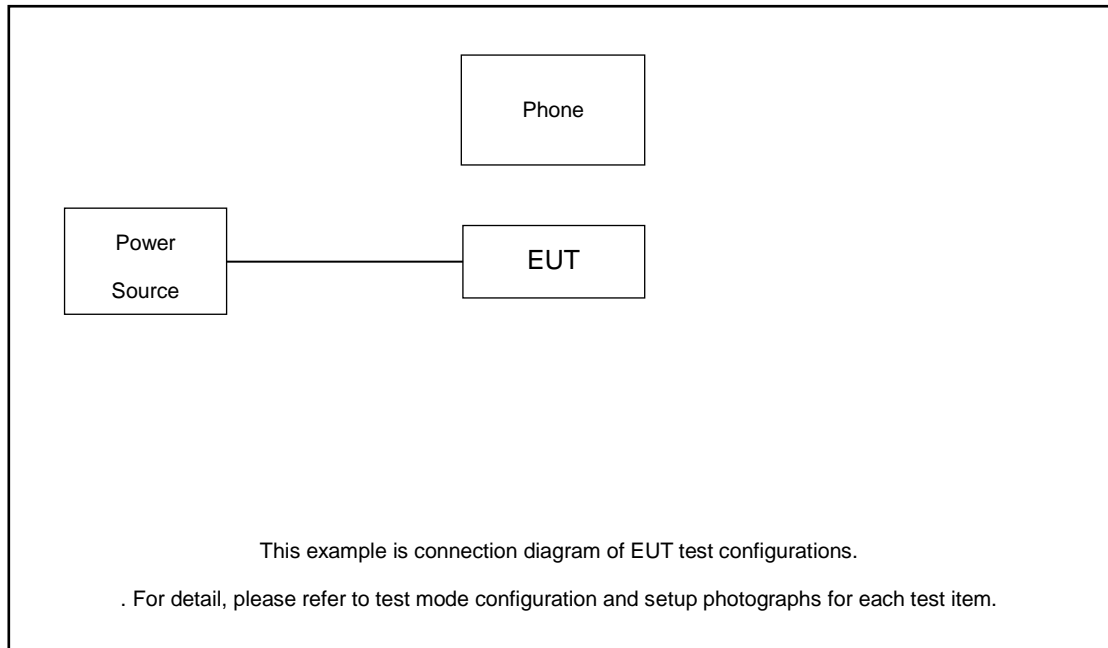 Phone
Power
Source
EUT
This example is connection diagram of EUT test configurations.
. For detail, please refer to test mode configuration and setup photographs for each test item.